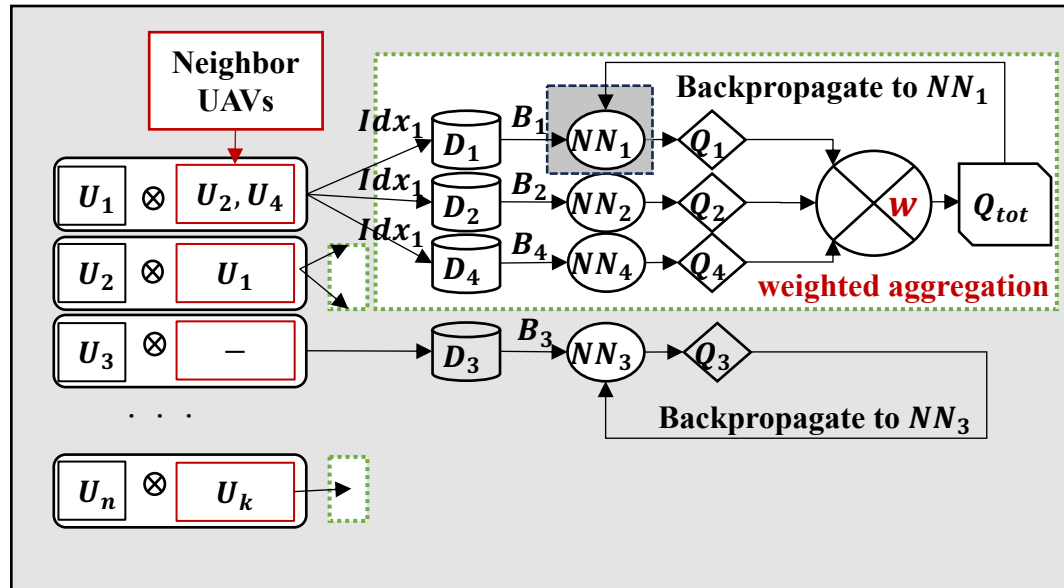 Neighbor
UAVs
Backpropagate to NN₁
Idx₁
B₁
D₁
NN₁
Q₁
U₁ ⊗ U₂, U₄
Idx₁
B₂
D₂
NN₂
Q₂
w
Q_tot
Idx₁
B₄
D₄
NN₄
Q₄
U₂ ⊗ U₁
weighted aggregation
U₃ ⊗ −
B₃
D₃
NN₃
Q₃
Backpropagate to NN₃
. . .
Uₙ ⊗ Uₖ